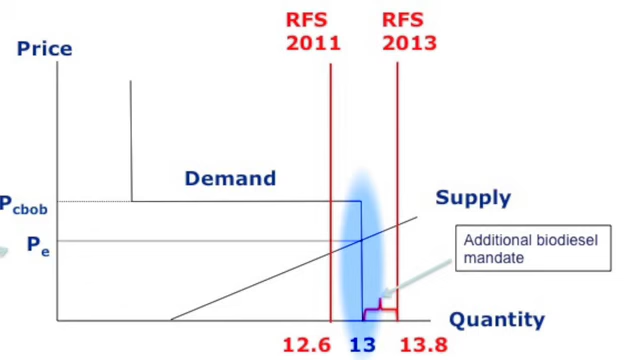 RFS RFS
2011 2013
Price
Demand
Pcbob
Supply
Pe
Additional biodiesel
mandate
Quantity
12.6 13 13.8